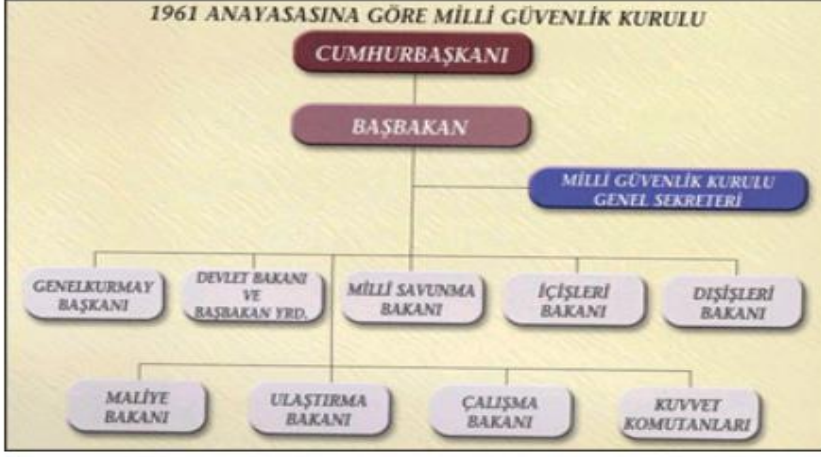 1961 ANAYASASINA GÖRE MİLLİ GÜVENLİK KURULU
CUMHURBAŞKANI
BAŞBAKAN
MİLLİ GÜVENLİK KURULU
GENEL SEKRETERİ
GENELKURMAY
BAŞKANI
DEVLET BAKANI
VE
BAŞBAKAN YRD.
MİLLİ SAVUNMA
BAKANI
İÇİŞLERİ
BAKANI
DIŞİŞLERİ
BAKANI
MALİYE
BAKANI
ULAŞTIRMA
BAKANI
ÇALIŞMA
BAKANI
KUVVET
KOMUTANLARI